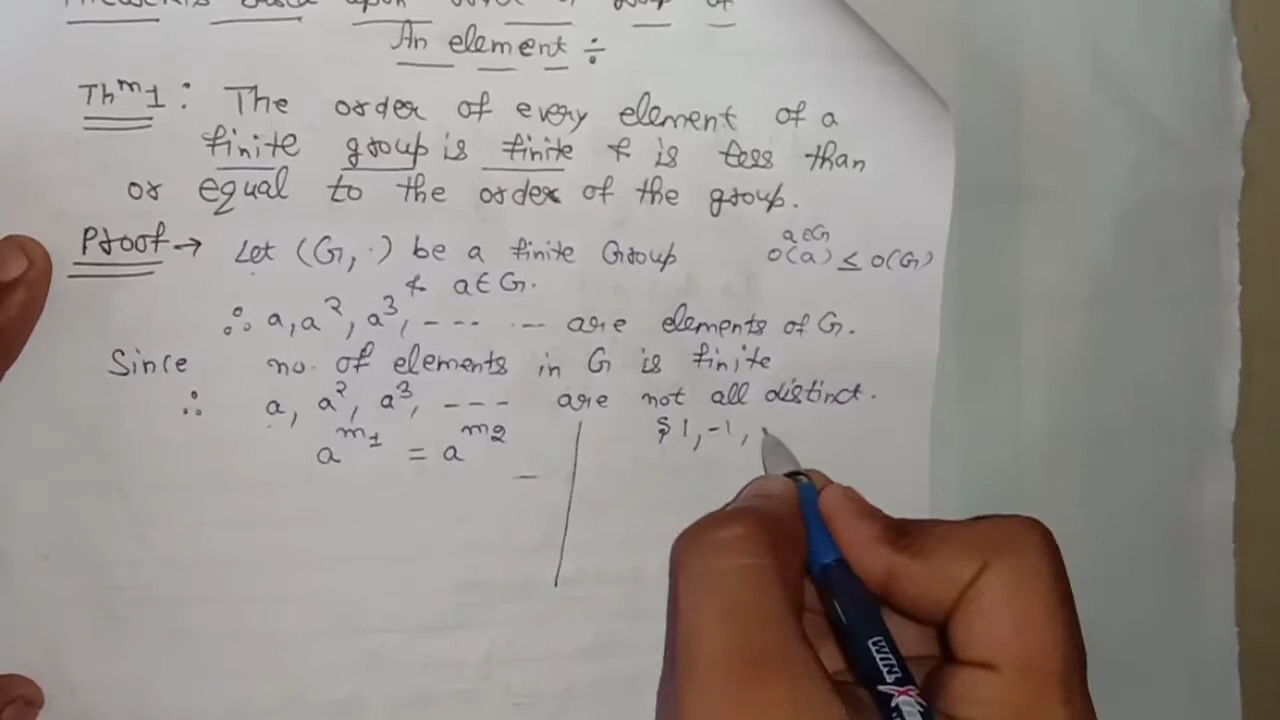 An element ÷
Thm 1 : The order of every element of a
finite group is finite & is less than
or equal to the order of the group.
Proof → Let (G, ·) be a finite Group
a∈G
o(a) ≤ o(G)
& a∈G.
∴ a, a², a³, --- --- are elements of G.
Since no. of elements in G is finite
∴ a, a², a³, --- are not all distinct.
a^m1 = a^m2 _
{1, -1,
WIN